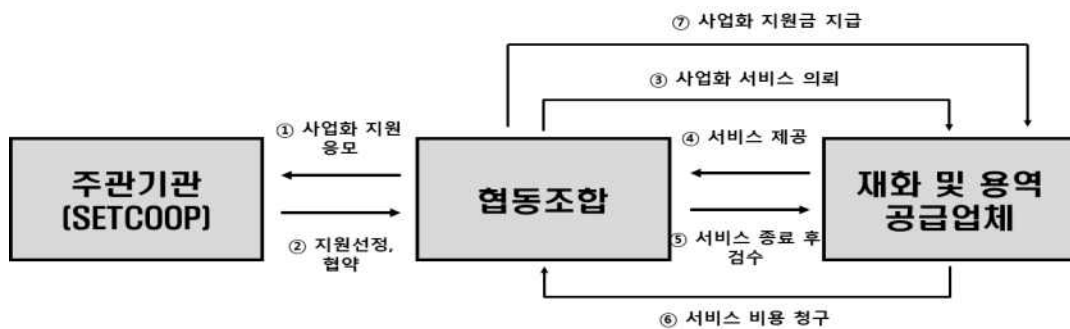 ⑦ 사업화 지원금 지급
③ 사업화 서비스 의뢰
① 사업화 지원
응모
④ 서비스 제공
주관기관
(SETCOOP)
협동조합
재화 및 용역
공급업체
② 지원선정,
협약
⑤ 서비스 종료 후
검수
⑥ 서비스 비용 청구